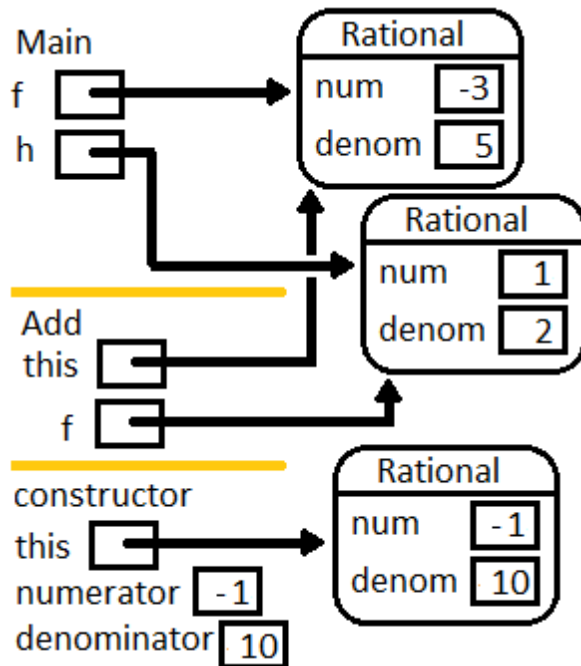 Main
f
h
Rational
num -3
denom 5
Rational
num 1
denom 2
Add
this
f
constructor
this
numerator -1
denominator 10
Rational
num -1
denom 10